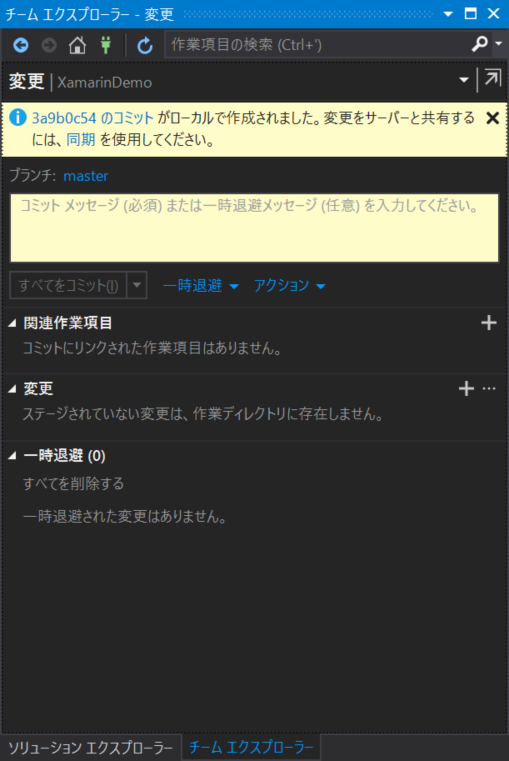 チーム エクスプローラー - 変更
作業項目の検索 (Ctrl+')
変更 | XamarinDemo
3a9b0c54 のコミット がローカルで作成されました。変更をサーバーと共有する
には、同期 を使用してください。
ブランチ: master
コミット メッセージ (必須) または一時退避メッセージ (任意) を入力してください。
すべてをコミット(I) 一時退避 アクション
関連作業項目
コミットにリンクされた作業項目はありません。
変更
ステージされていない変更は、作業ディレクトリに存在しません。
一時退避 (0)
すべてを削除する
一時退避された変更はありません。
ソリューション エクスプローラー チーム エクスプローラー